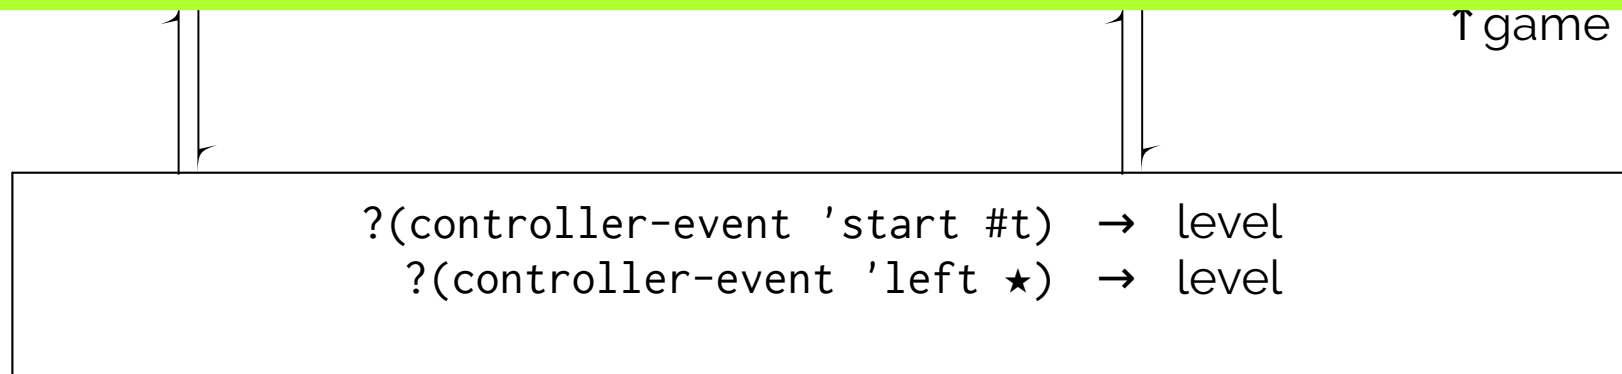 ↑game
?(controller-event 'start #t) → level
?(controller-event 'left ★) → level